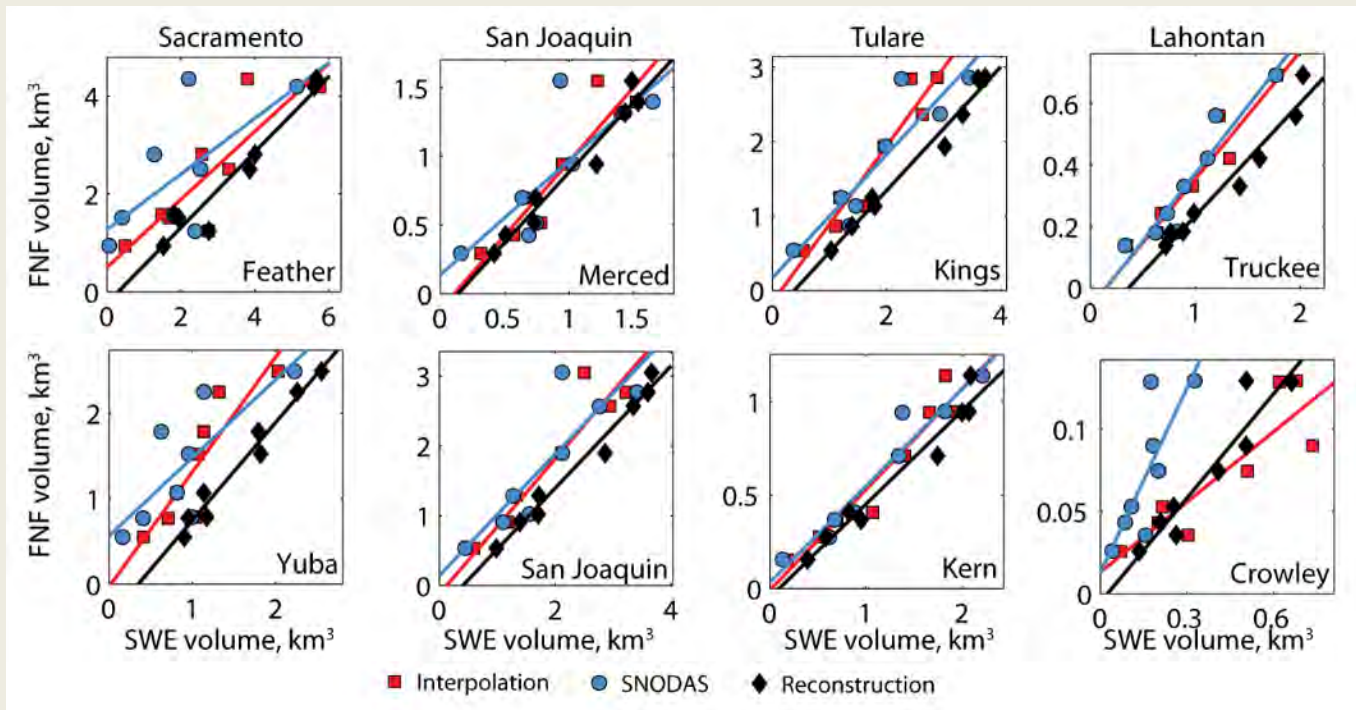 Sacramento San Joaquin Tulare Lahontan
FNF volume, km³
4
2
0
0 2 4 6
Feather
1.5
1
0.5
0
0.5 1 1.5
Merced
3
2
1
0
0 2 4
Kings
0.6
0.4
0.2
0
1 2
Truckee
FNF volume, km³
2
1
0
0 1 2
Yuba
3
2
1
0
0 2 4
San Joaquin
1
0.5
0
0 1 2
Kern
0.1
0.05
0
0 0.3 0.6
Crowley
SWE volume, km³ SWE volume, km³ SWE volume, km³ SWE volume, km³
Interpolation SNODAS Reconstruction